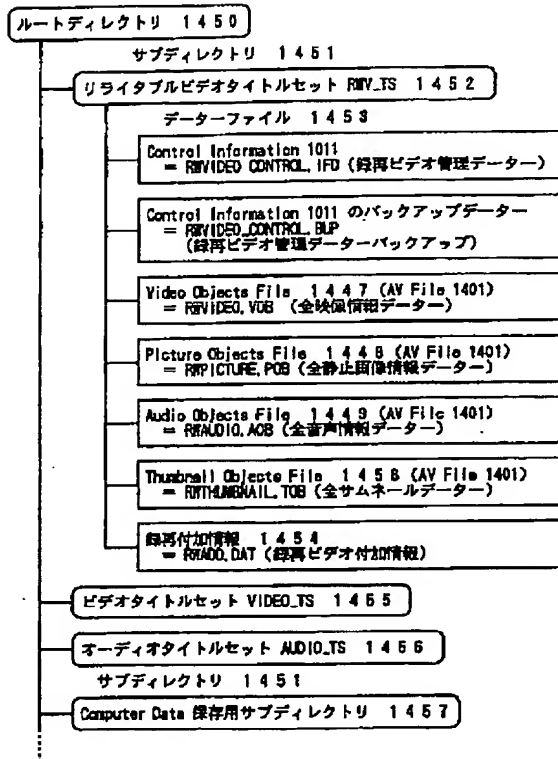 ルートディレクトリ 1450
サブディレクトリ 1451
リライタブルビデオタイトルセット RWV_TS 1452
データーファイル 1453
Control Information 1011
= RWVIDEO_CONTROL.IFO (録再ビデオ管理データー)
Control Information 1011 のバックアップデーター
= RWVIDEO_CONTROL.BUP
(録再ビデオ管理データーバックアップ)
Video Objects File 1447 (AV File 1401)
= RWVIDEO.VOB (全映像情報データー)
Picture Objects File 1448 (AV File 1401)
= RWPICTURE.POB (全静止画像情報データー)
Audio Objects File 1449 (AV File 1401)
= RWAUDIO.AOB (全音声情報データー)
Thumbnail Objects File 1458 (AV File 1401)
= RWTHUMBNAIL.TOB (全サムネールデーター)
録再付加情報 1454
= RWADD.DAT (録再ビデオ付加情報)
ビデオタイトルセット VIDEO_TS 1455
オーディオタイトルセット AUDIO_TS 1456
サブディレクトリ 1451
Computer Data 保存用サブディレクトリ 1457